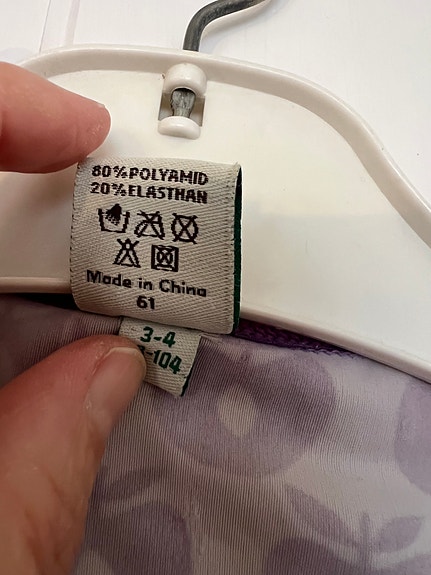 80%POLYAMID
20%ELASTHAN
Made in China
61
3-4
-104